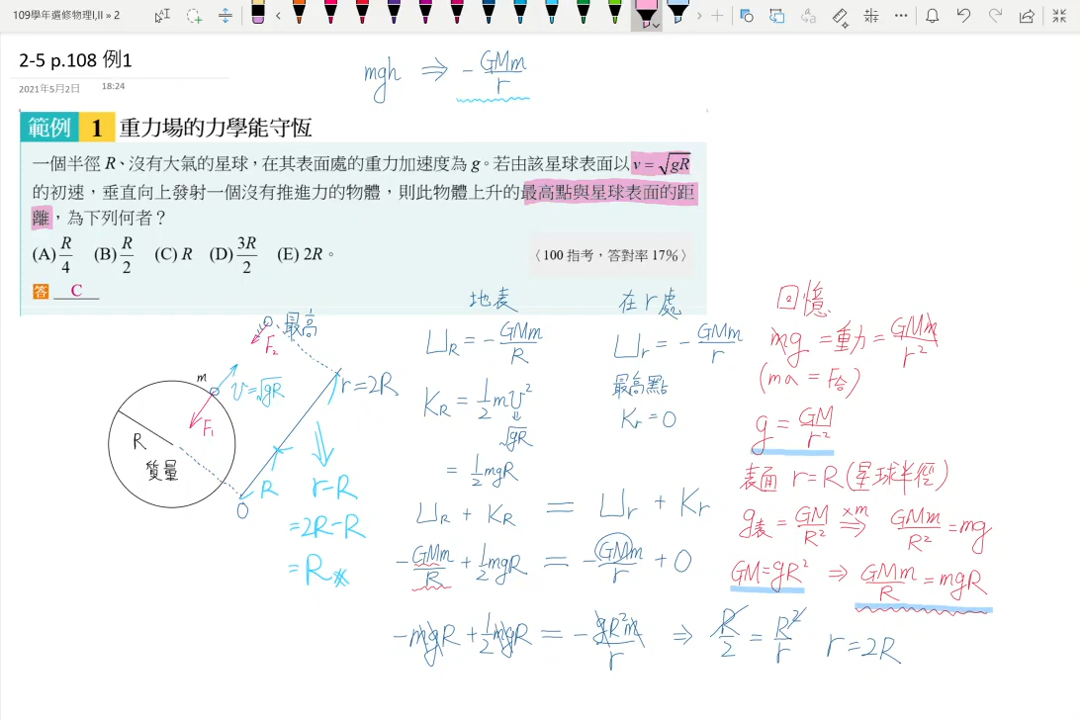 109學年選修物理I,II » 2
2-5 p.108 例1
2021年5月2日 18:24
mgh ⇒ - GMm/r
範例 1 重力場的力學能守恆
一個半徑 R、沒有大氣的星球，在其表面處的重力加速度為 g。若由該星球表面以 v = √gR
的初速，垂直向上發射一個沒有推進力的物體，則此物體上升的最高點與星球表面的距
離，為下列何者？
(A) R/4 (B) R/2 (C) R (D) 3R/2 (E) 2R。
〈100 指考，答對率 17%〉
答 C
最高
F₂
m
v=√gR
F₁
R
質量
r=2R
R
O
r-R
=2R-R
=R
地表
U_R = - GMm/R
K_R = 1/2 mv²
√gR
= 1/2 mgR
在r處
U_r = - GMm/r
最高點
K_r = 0
U_R + K_R = U_r + K_r
- GMm/R + 1/2 mgR = - GMm/r + 0
-mgR + 1/2 mgR = - gR²m/r ⇒ R/2 = R²/r r=2R
回憶
mg = 重力 = GMm/r²
(ma = F合)
g = GM/r²
表面 r=R (星球半徑)
g表 = GM/R² ×m⇒ GMm/R² = mg
GM=gR² ⇒ GMm/R = mgR